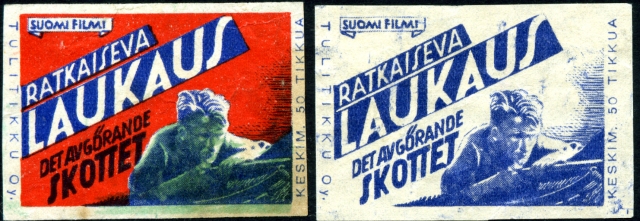 SUOMI FILMI
RATKAISEVA
LAUKAUS
DET AVGÖRANDE
SKOTTET
TULITIKKU OY.
KESKIM. 50 TIKKUA
SUOMI FILMI
RATKAISEVA
LAUKAUS
DET AVGÖRANDE
SKOTTET
TULITIKKU OY.
KESKIM. 50 TIKKUA